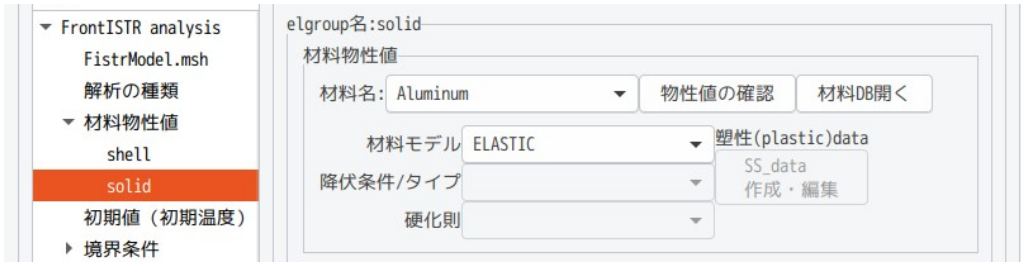 FrontISTR analysis
FistrModel.msh
解析の種類
材料物性値
shell
solid
初期値（初期温度）
境界条件
elgroup名:solid
材料物性値
材料名: Aluminum 物性値の確認 材料DB開く
材料モデル ELASTIC 塑性(plastic)data
降伏条件/タイプ SS_data
作成・編集
硬化則